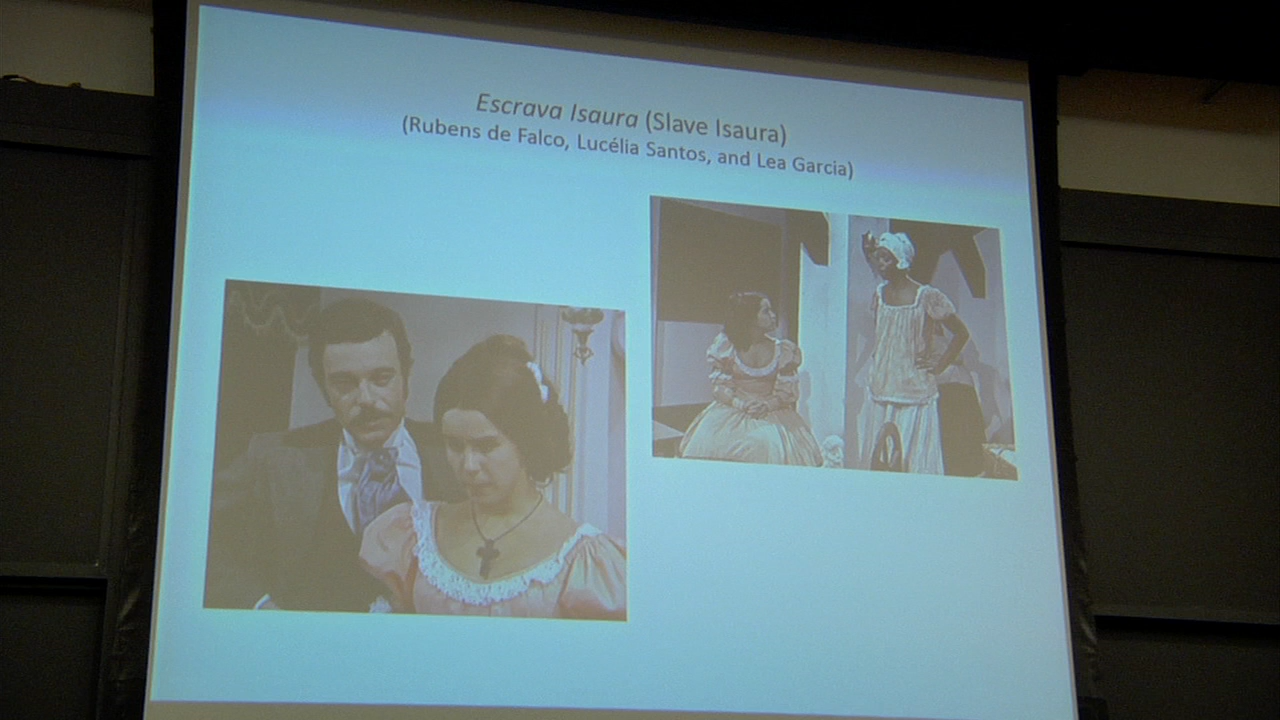 Escrava Isaura (Slave Isaura)
(Rubens de Falco, Lucélia Santos, and Lea Garcia)